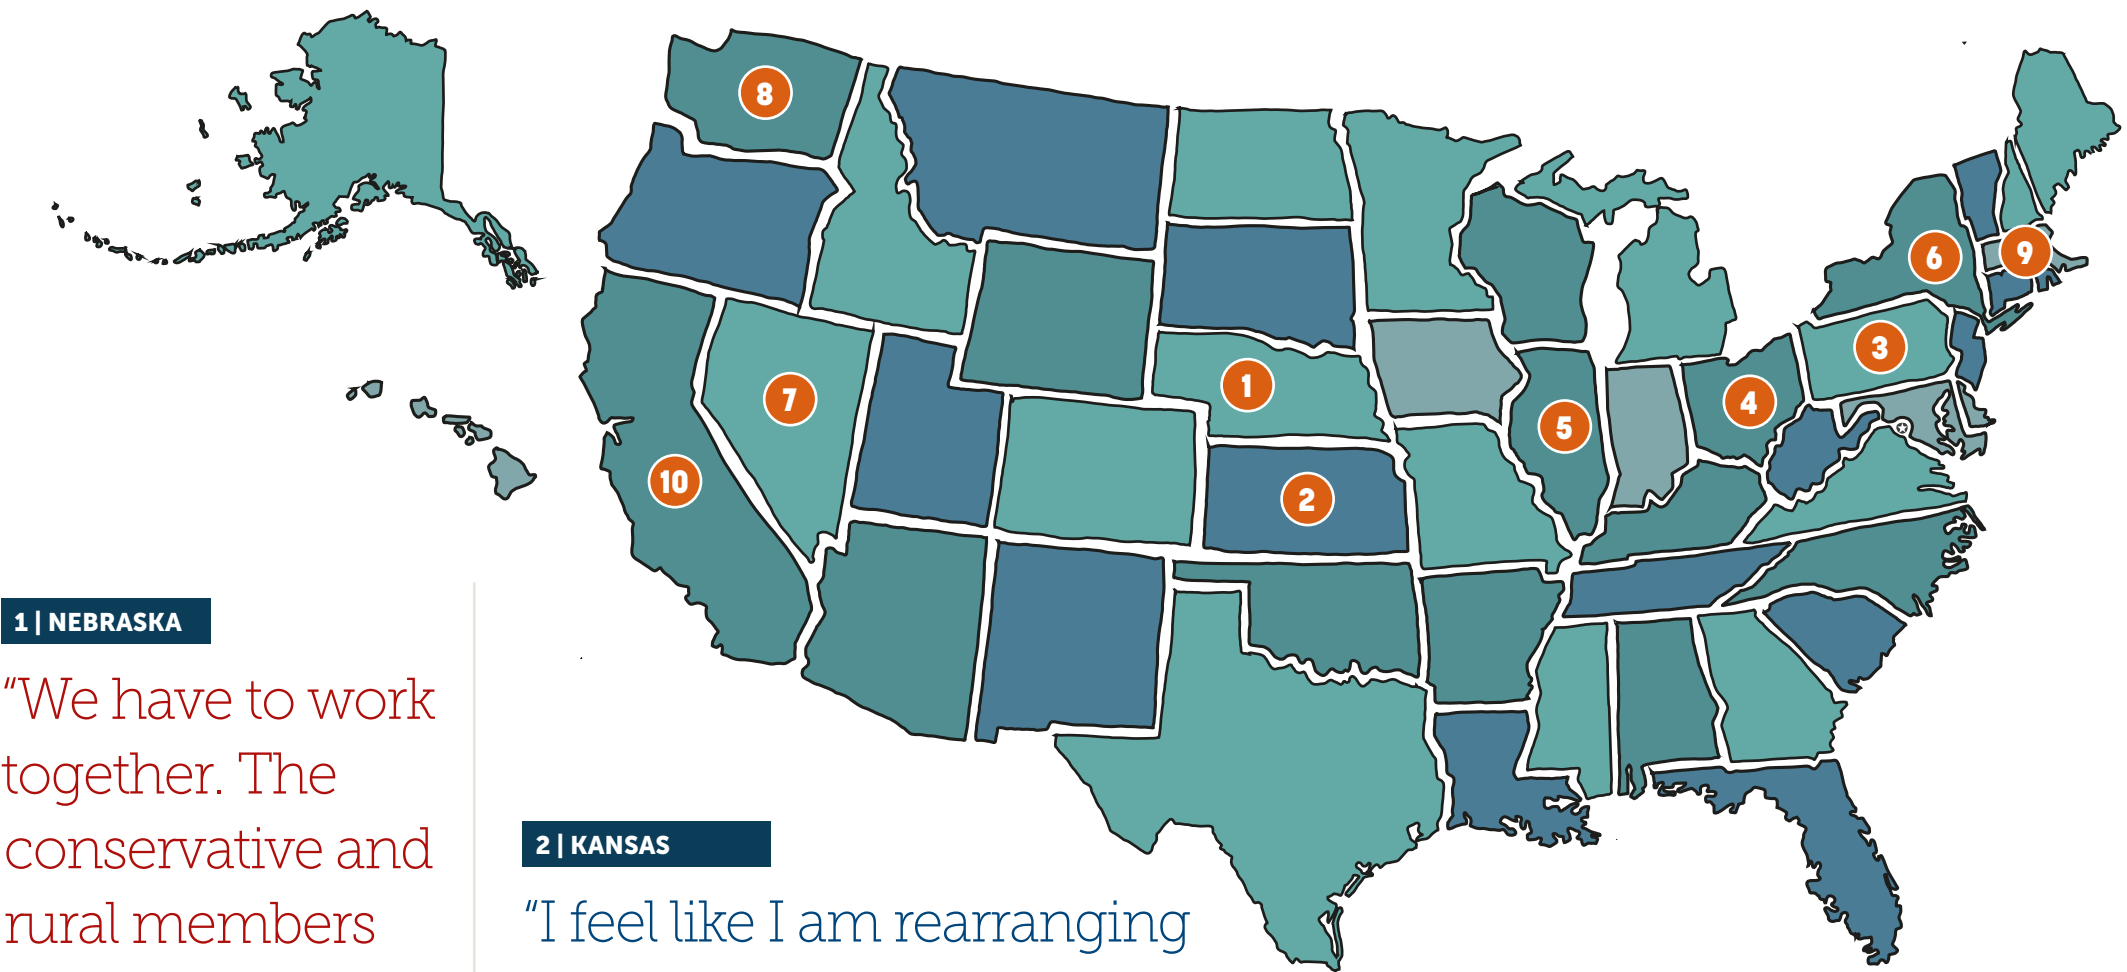 8
6
9
3
1
7
4
5
10
2
1 | NEBRASKA
“We have to work
together. The
conservative and
rural members
2 | KANSAS
“I feel like I am rearranging